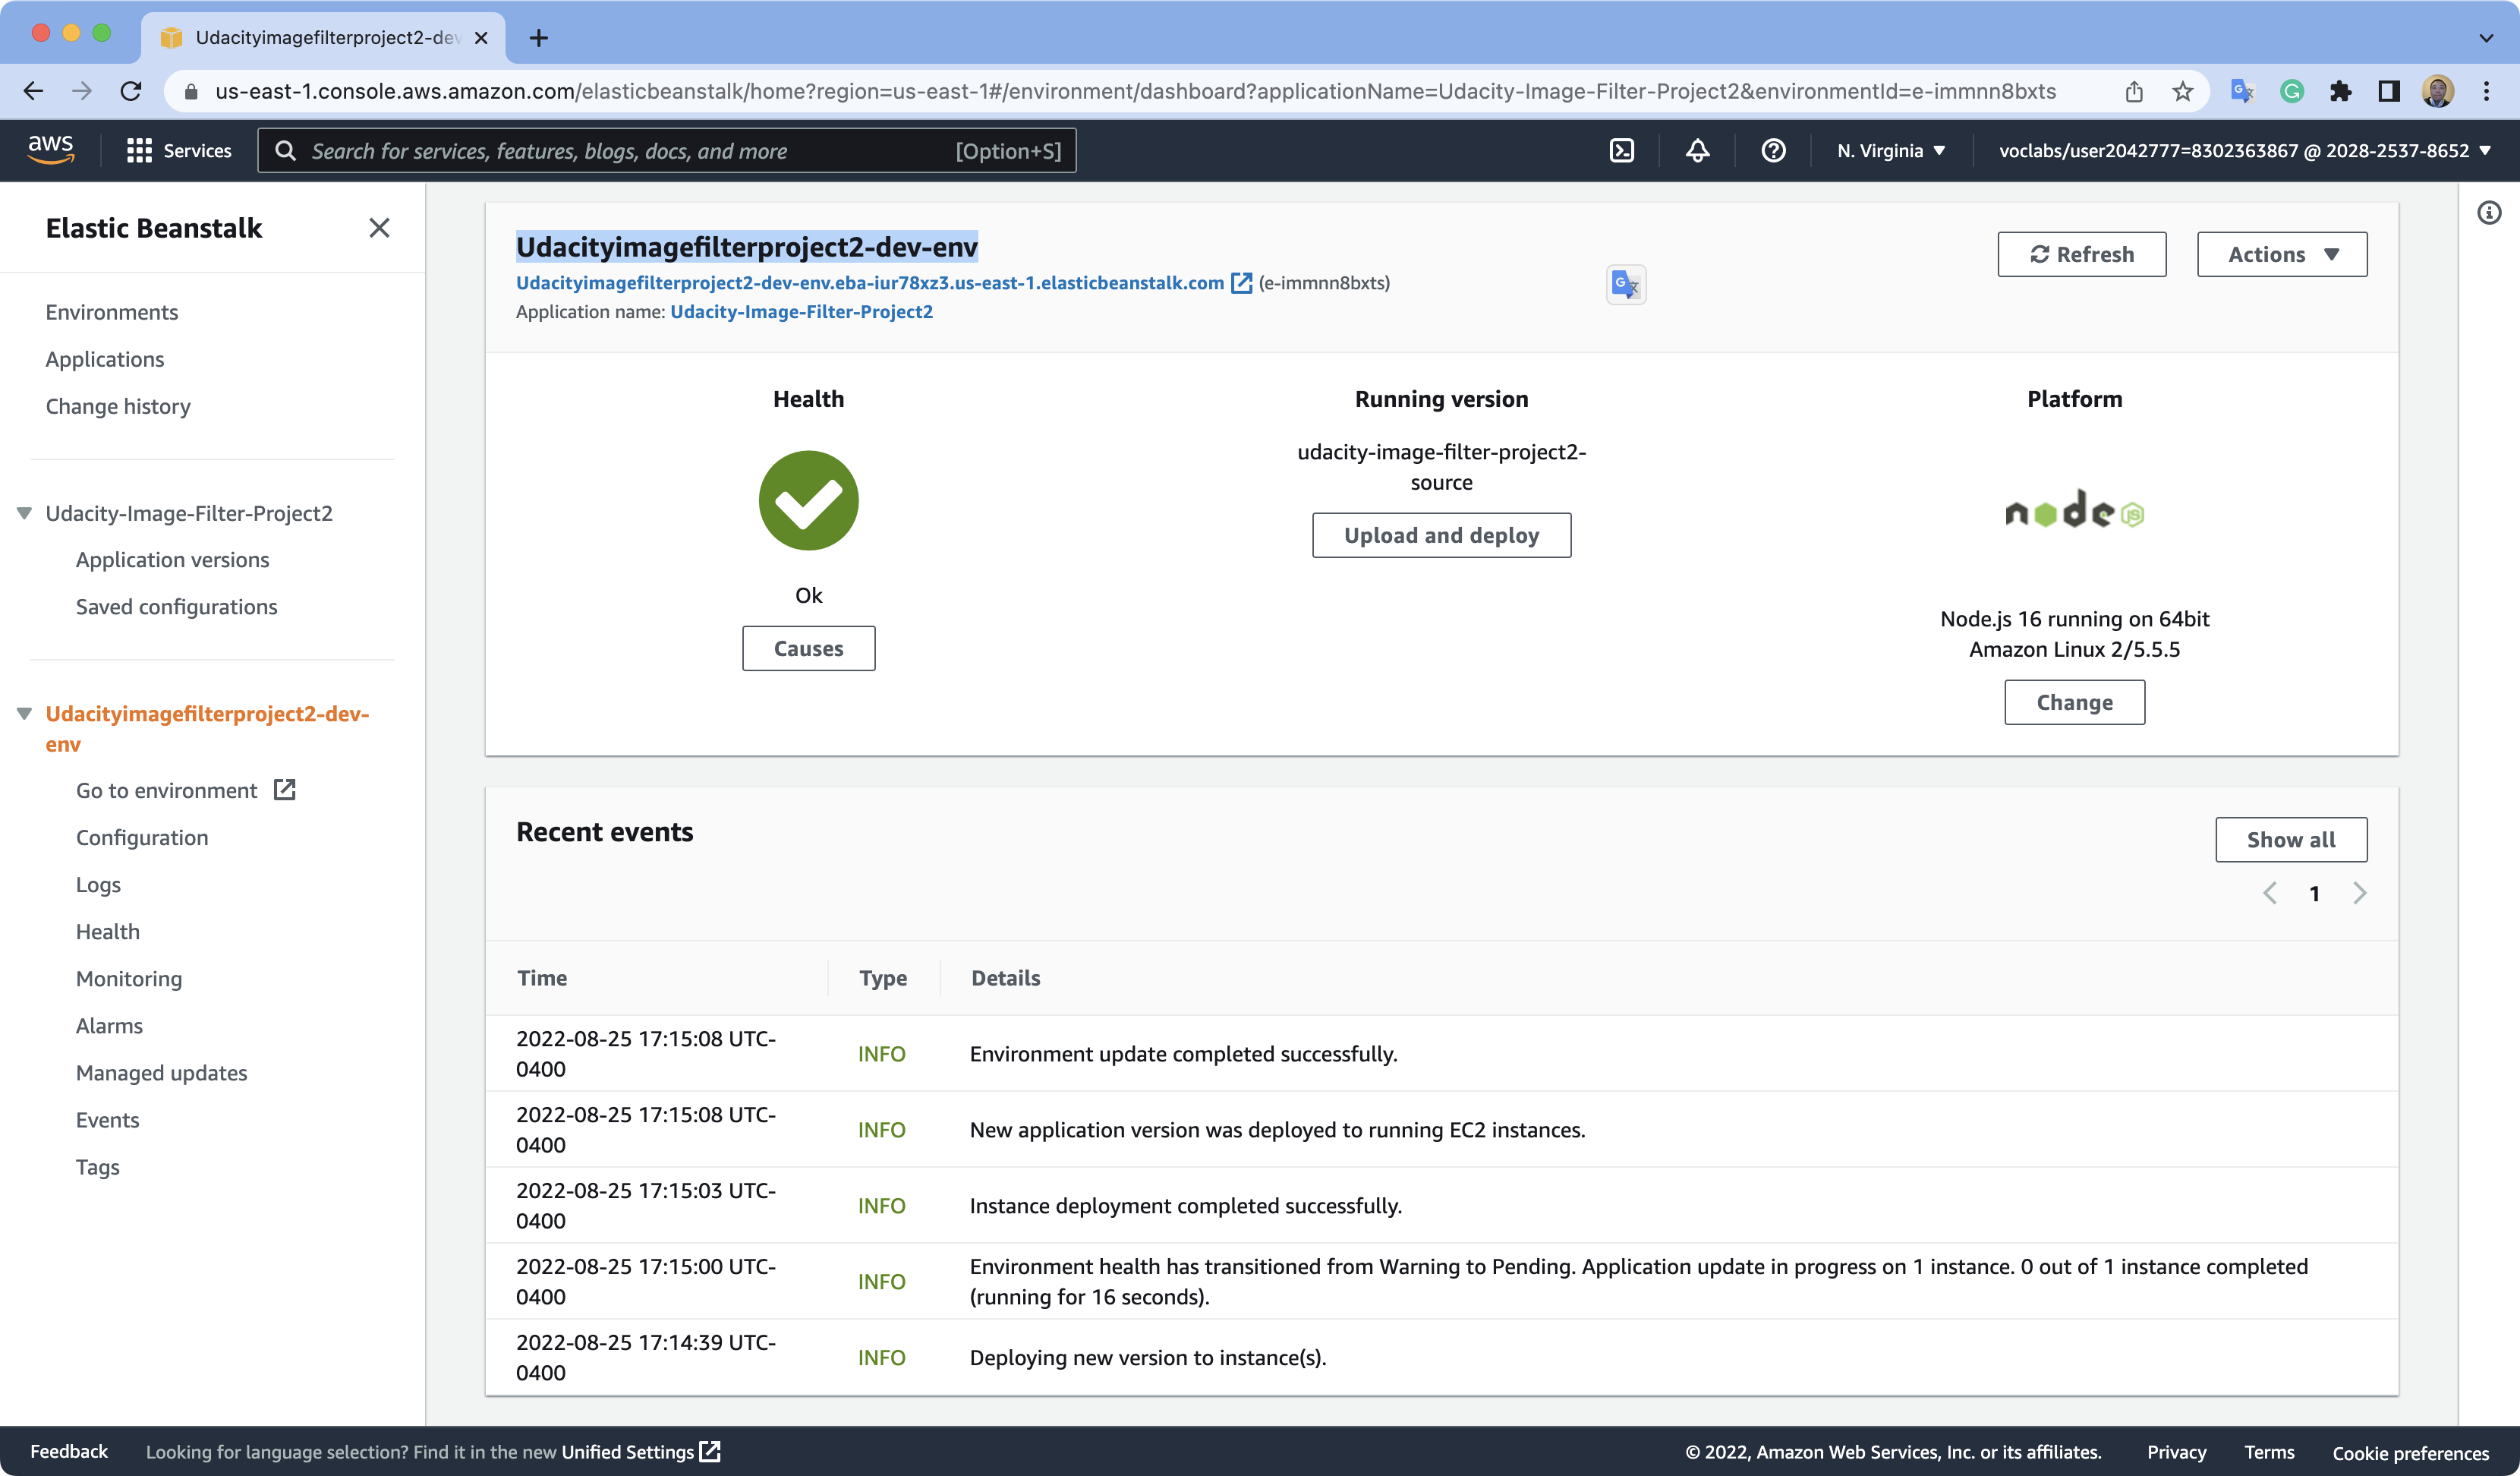 Udacityimagefilterproject2-dev
us-east-1.console.aws.amazon.com/elasticbeanstalk/home?region=us-east-1#/environment/dashboard?applicationName=Udacity-Image-Filter-Project2&environmentId=e-immnn8bxts
aws
Services
Search for services, features, blogs, docs, and more
[Option+S]
N. Virginia
voclabs/user2042777=8302363867 @ 2028-2537-8652
Elastic Beanstalk
Environments
Applications
Change history
Udacity-Image-Filter-Project2
Application versions
Saved configurations
Udacityimagefilterproject2-dev-
env
Go to environment
Configuration
Logs
Health
Monitoring
Alarms
Managed updates
Events
Tags
Udacityimagefilterproject2-dev-env
Udacityimagefilterproject2-dev-env.eba-iur78xz3.us-east-1.elasticbeanstalk.com (e-immnn8bxts)
Application name: Udacity-Image-Filter-Project2
Refresh
Actions
Health
Ok
Causes
Running version
udacity-image-filter-project2-
source
Upload and deploy
Platform
node JS
Node.js 16 running on 64bit
Amazon Linux 2/5.5.5
Change
Recent events
Show all
1
Time Type Details
2022-08-25 17:15:08 UTC-
0400
INFO
Environment update completed successfully.
2022-08-25 17:15:08 UTC-
0400
INFO
New application version was deployed to running EC2 instances.
2022-08-25 17:15:03 UTC-
0400
INFO
Instance deployment completed successfully.
2022-08-25 17:15:00 UTC-
0400
INFO
Environment health has transitioned from Warning to Pending. Application update in progress on 1 instance. 0 out of 1 instance completed
(running for 16 seconds).
2022-08-25 17:14:39 UTC-
0400
INFO
Deploying new version to instance(s).
Feedback
Looking for language selection? Find it in the new Unified Settings
© 2022, Amazon Web Services, Inc. or its affiliates.
Privacy
Terms
Cookie preferences